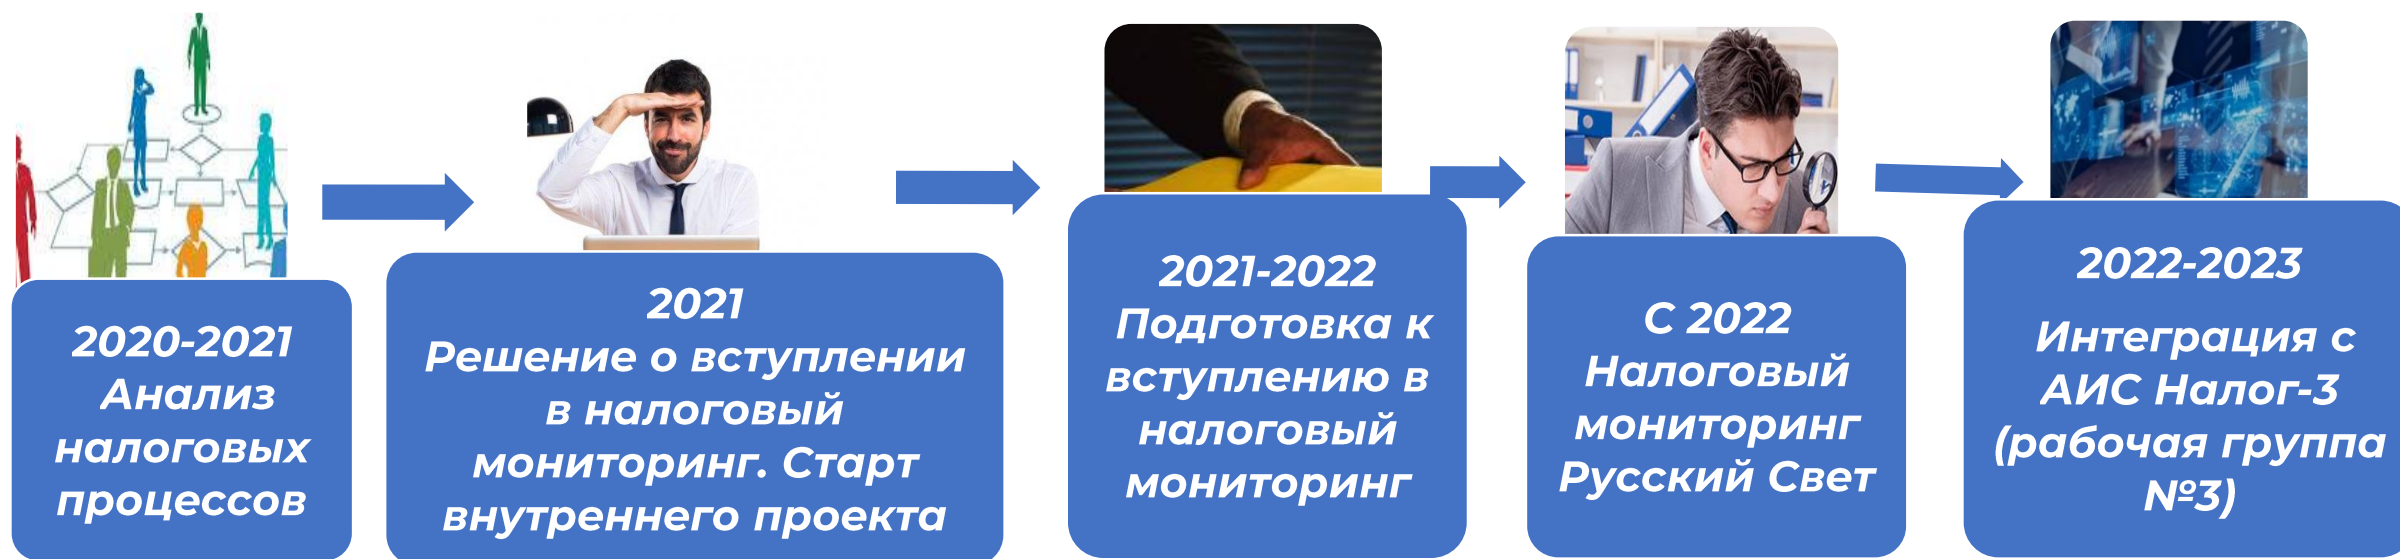 2020-2021
Анализ
налоговых
процессов
2021
Решение о вступлении
в налоговый
мониторинг. Старт
внутреннего проекта
2021-2022
Подготовка к
вступлению в
налоговый
мониторинг
С 2022
Налоговый
мониторинг
Русский Свет
2022-2023
Интеграция с
АИС Налог-3
(рабочая группа
№3)